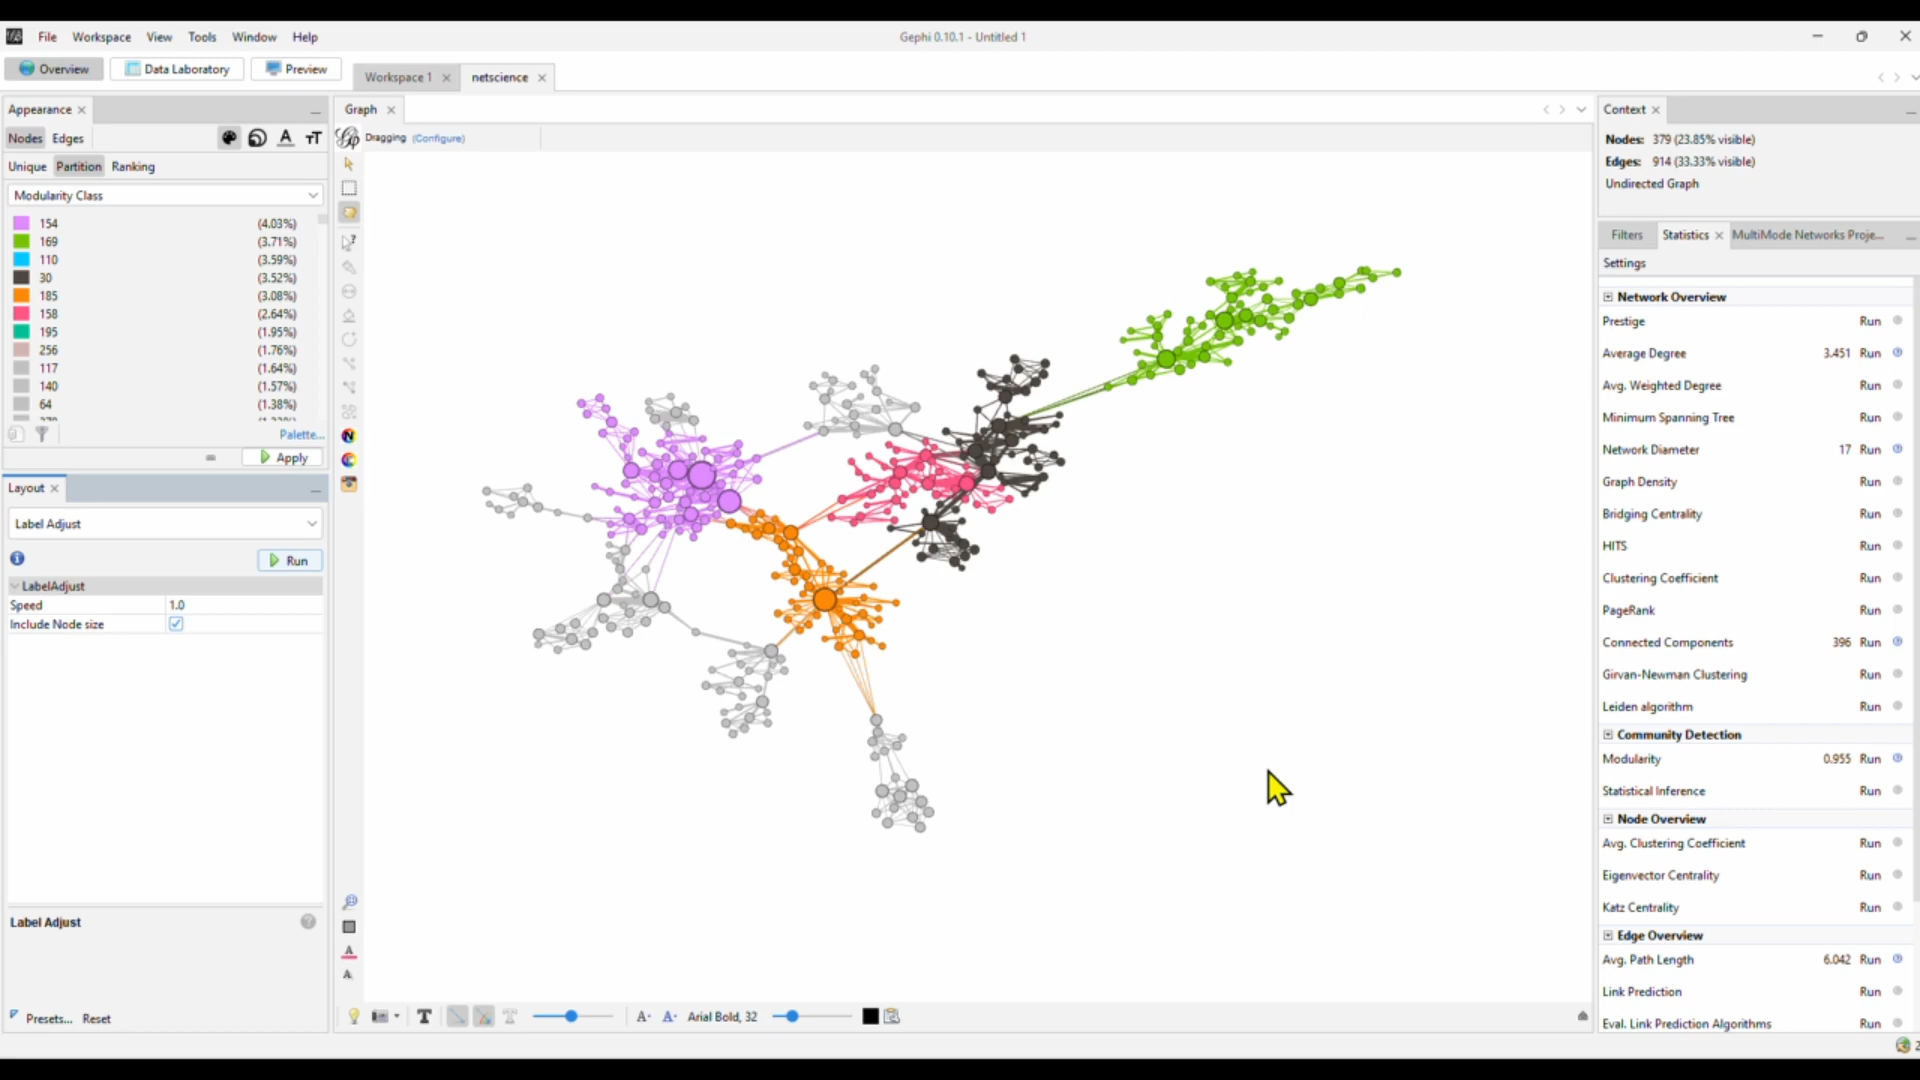 File Workspace View Tools Window Help
Gephi 0.10.1 - Untitled 1
Overview Data Laboratory Preview
Workspace 1 netscience
Appearance
Nodes Edges
Unique Partition Ranking
Modularity Class
154 (4.03%)
169 (3.71%)
110 (3.59%)
30 (3.52%)
185 (3.08%)
158 (2.64%)
195 (1.95%)
256 (1.76%)
117 (1.64%)
140 (1.57%)
64 (1.38%)
Palette...
Apply
Layout
Label Adjust
Run
LabelAdjust
Speed 1.0
Include Node size
Label Adjust
Presets... Reset
Graph
Dragging (Configure)
Arial Bold, 32
Context
Nodes: 379 (23.85% visible)
Edges: 914 (33.33% visible)
Undirected Graph
Filters Statistics MultiMode Networks Proje...
Settings
Network Overview
Prestige Run
Average Degree 3.451 Run
Avg. Weighted Degree Run
Minimum Spanning Tree Run
Network Diameter 17 Run
Graph Density Run
Bridging Centrality Run
HITS Run
Clustering Coefficient Run
PageRank Run
Connected Components 396 Run
Girvan-Newman Clustering Run
Leiden algorithm Run
Community Detection
Modularity 0.955 Run
Statistical Inference Run
Node Overview
Avg. Clustering Coefficient Run
Eigenvector Centrality Run
Katz Centrality Run
Edge Overview
Avg. Path Length 6.042 Run
Link Prediction Run
Eval. Link Prediction Algorithms Run